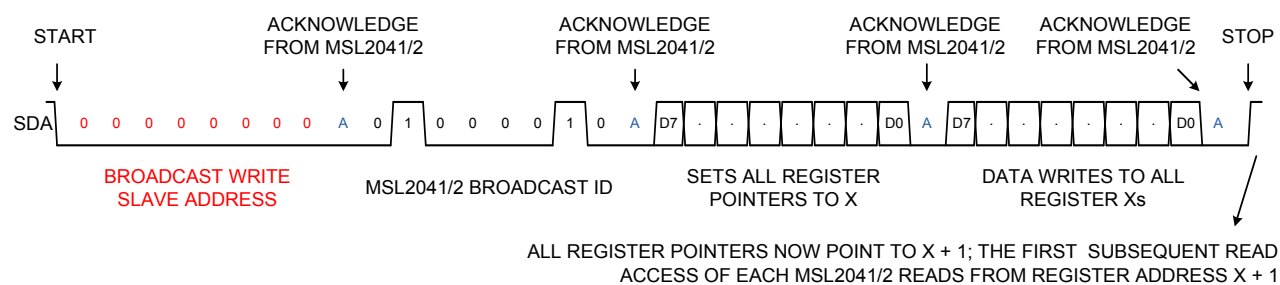 START
ACKNOWLEDGE
FROM MSL2041/2
ACKNOWLEDGE
FROM MSL2041/2
ACKNOWLEDGE
FROM MSL2041/2
ACKNOWLEDGE
FROM MSL2041/2
STOP
SDA 0 0 0 0 0 0 0 0 A 0 1 0 0 0 0 1 0 A D7 . . . . . . D0 A D7 . . . . . . D0 A
BROADCAST WRITE
SLAVE ADDRESS
MSL2041/2 BROADCAST ID
SETS ALL REGISTER
POINTERS TO X
DATA WRITES TO ALL
REGISTER Xs
ALL REGISTER POINTERS NOW POINT TO X + 1; THE FIRST SUBSEQUENT READ
ACCESS OF EACH MSL2041/2 READS FROM REGISTER ADDRESS X + 1